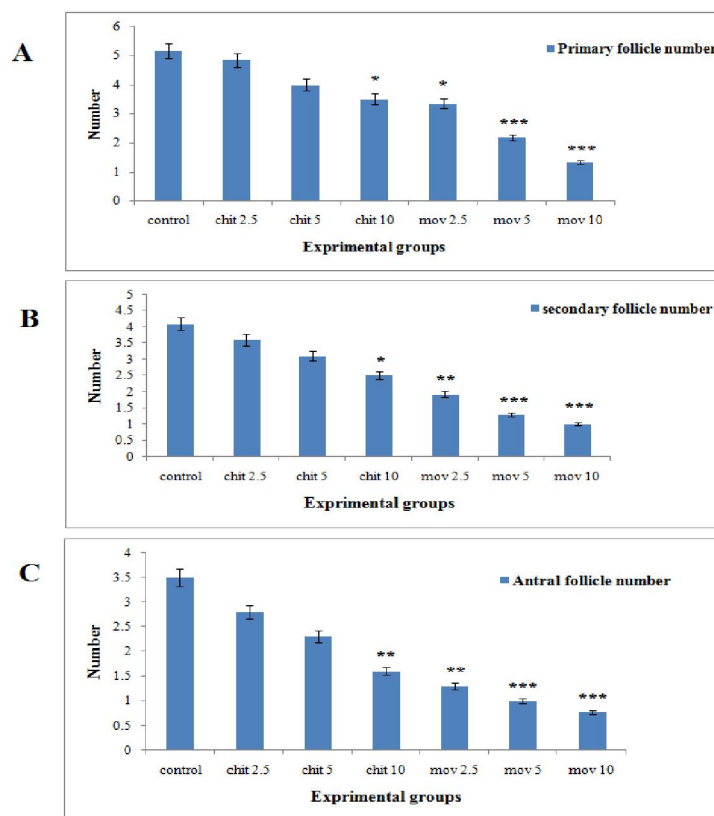 A
Primary follicle number
6
5
4
3
2
1
0
Number
* * *** ***
control chit 2.5 chit 5 chit 10 mov 2.5 mov 5 mov 10
Exprimental groups
B
secondary follicle number
5
4.5
4
3.5
3
2.5
2
1.5
1
0.5
0
Number
* ** *** ***
control chit 2.5 chit 5 chit 10 mov 2.5 mov 5 mov 10
Exprimental groups
C
Antral follicle number
4
3.5
3
2.5
2
1.5
1
0.5
0
Number
** ** *** ***
control chit 2.5 chit 5 chit 10 mov 2.5 mov 5 mov 10
Exprimental groups